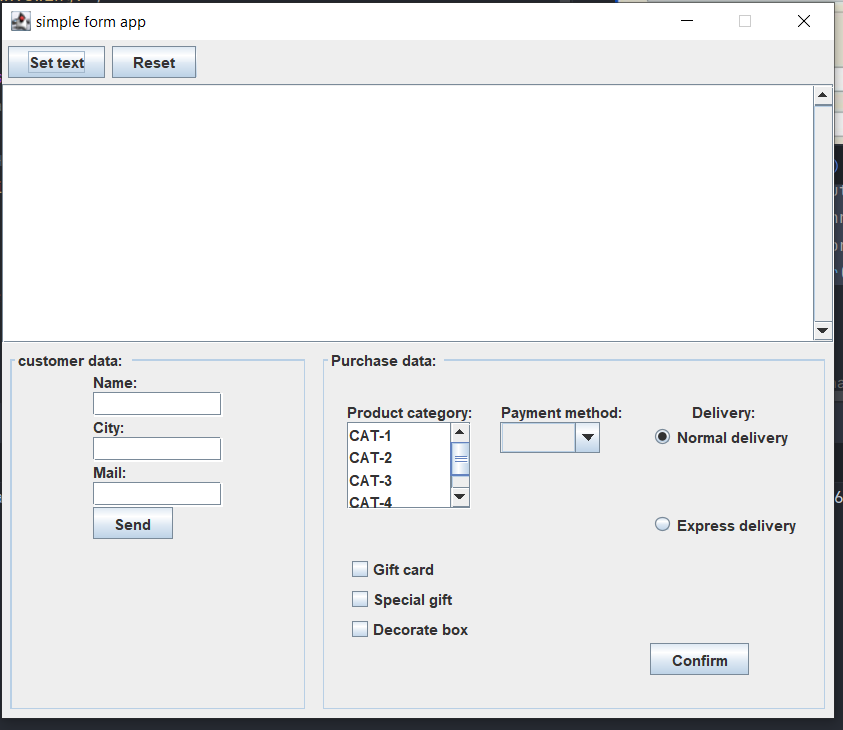 simple form app
Set text
Reset
customer data:
Name:
City:
Mail:
Send
Purchase data:
Product category:
CAT-1
CAT-2
CAT-3
CAT-4
Payment method:
Delivery:
Normal delivery
Express delivery
Gift card
Special gift
Decorate box
Confirm